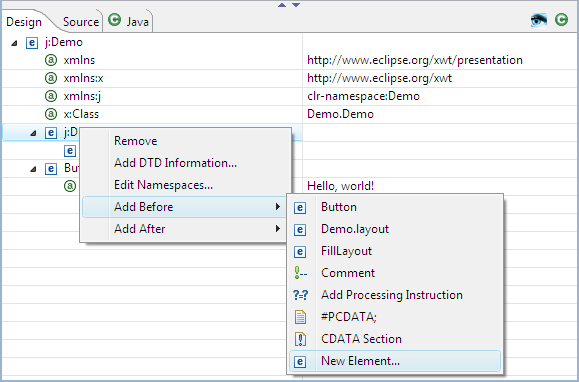 Design Source Java
j:Demo
xmlns http://www.eclipse.org/xwt/presentation
xmlns:x http://www.eclipse.org/xwt
xmlns:j clr-namespace:Demo
x:Class Demo.Demo
Remove
Add DTD Information...
Edit Namespaces...
Hello, world!
Add Before
Add After
Button
Demo.layout
FillLayout
Comment
?=? Add Processing Instruction
#PCDATA;
CDATA Section
New Element...